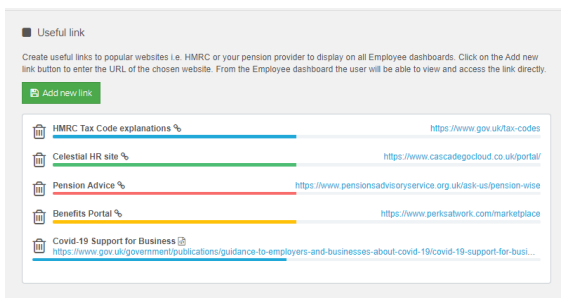 Useful link
Create useful links to popular websites i.e. HMRC or your pension provider to display on all Employee dashboards. Click on the Add new
link button to enter the URL of the chosen website. From the Employee dashboard the user will be able to view and access the link directly.
Add new link
HMRC Tax Code explanations https://www.gov.uk/tax-codes
Celestial HR site https://www.cascadegocloud.co.uk/portal/
Pension Advice https://www.pensionsadvisoryservice.org.uk/ask-us/pension-wise
Benefits Portal https://www.perksatwork.com/marketplace
Covid-19 Support for Business
https://www.gov.uk/government/publications/guidance-to-employers-and-businesses-about-covid-19/covid-19-support-for-busi...